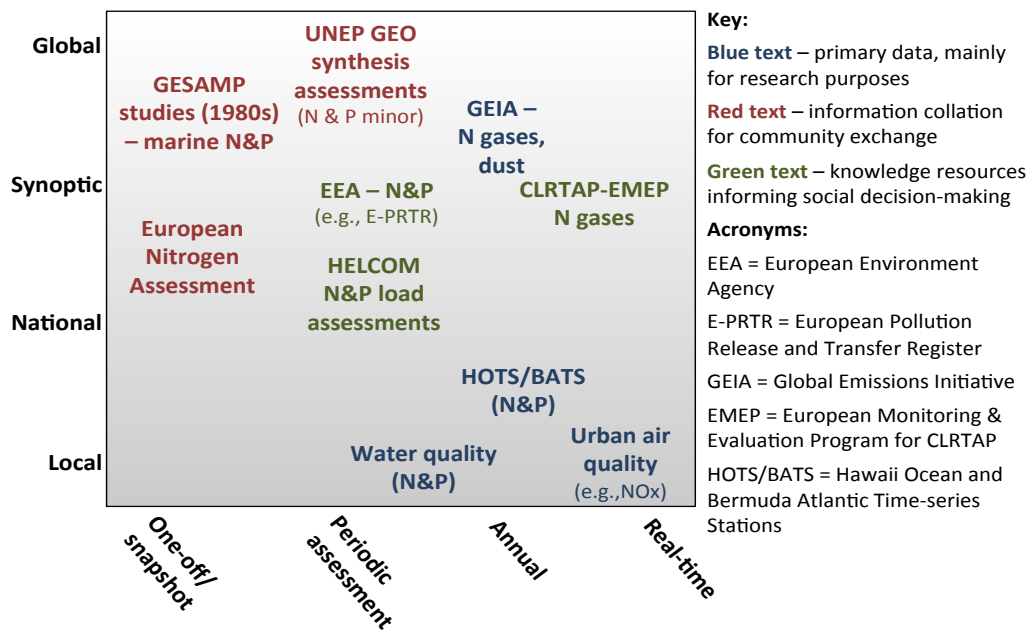 Global
Synoptic
National
Local
UNEP GEO
synthesis
assessments
(N & P minor)
GESAMP
studies (1980s)
– marine N&P
GEIA –
N gases,
dust
EEA – N&P
(e.g., E-PRTR)
CLRTAP-EMEP
N gases
European
Nitrogen
Assessment
HELCOM
N&P load
assessments
HOTS/BATS
(N&P)
Water quality
(N&P)
Urban air
quality
(e.g.,NOx)
One-off/
snapshot
Periodic
assessment
Annual
Real-time
Key:
Blue text – primary data, mainly
for research purposes
Red text – information collation
for community exchange
Green text – knowledge resources
informing social decision-making
Acronyms:
EEA = European Environment
Agency
E-PRTR = European Pollution
Release and Transfer Register
GEIA = Global Emissions Initiative
EMEP = European Monitoring &
Evaluation Program for CLRTAP
HOTS/BATS = Hawaii Ocean and
Bermuda Atlantic Time-series
Stations